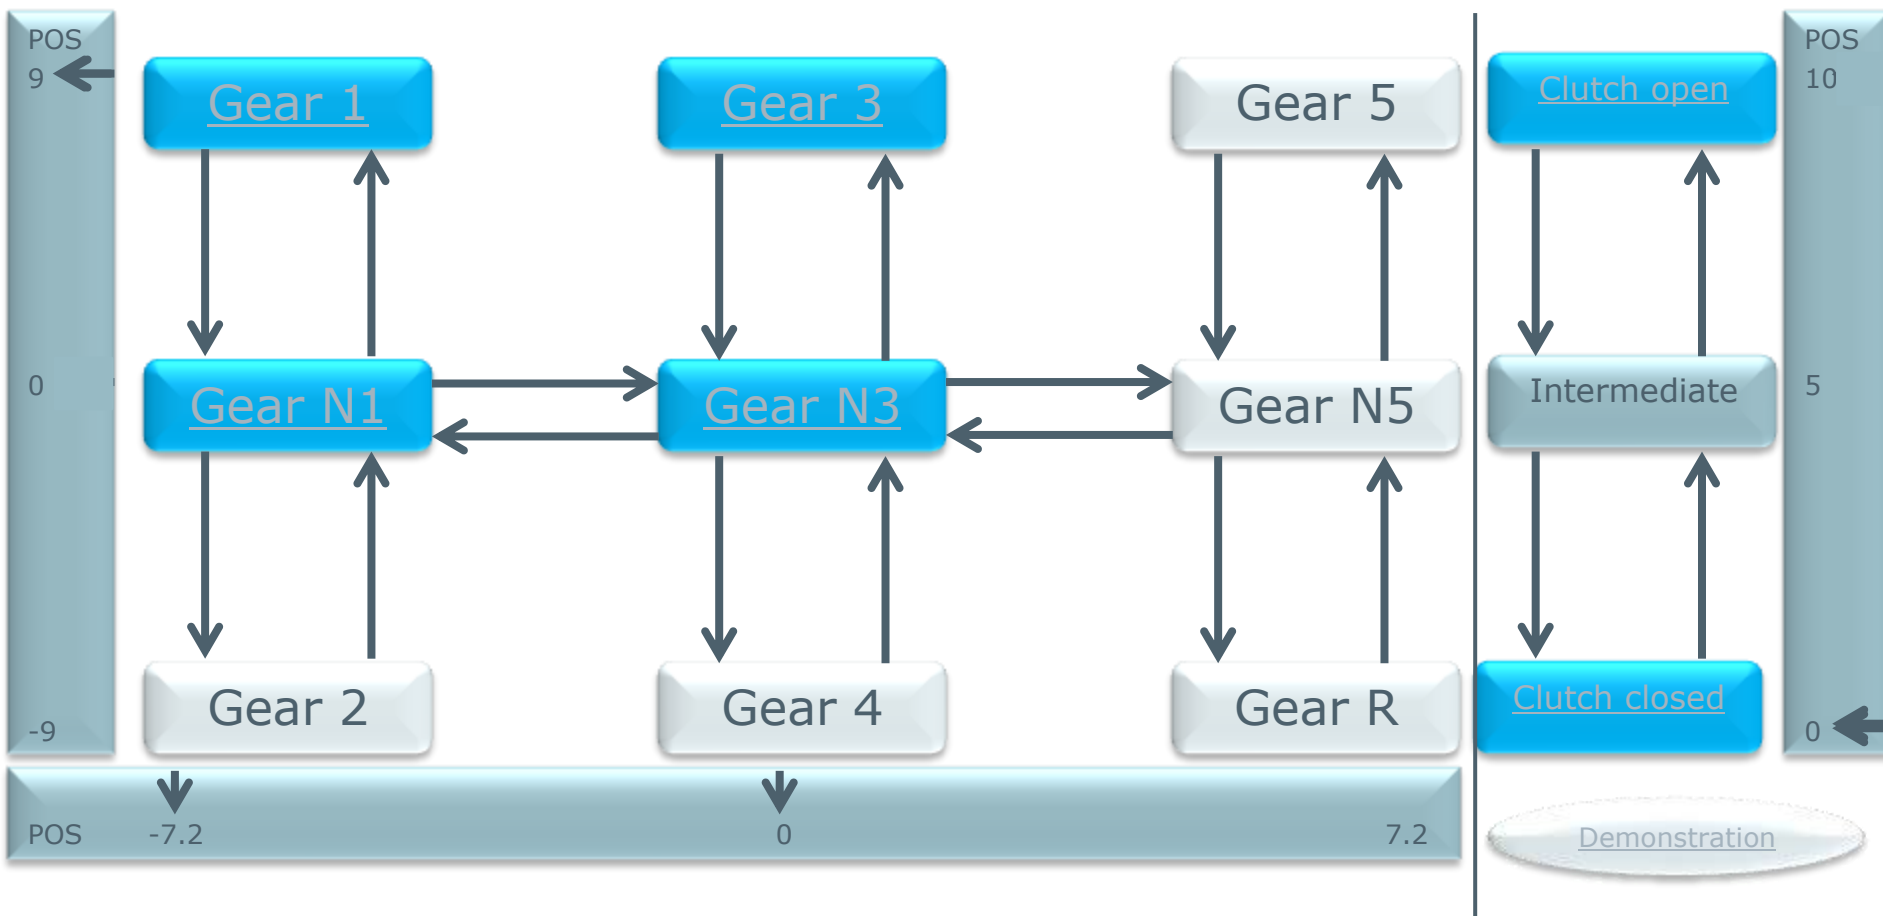 POS
POS
9
Gear 1
Gear 3
Gear 5
Clutch open
10
0
Gear N1
Gear N3
Gear N5
Intermediate
5
-9
Gear 2
Gear 4
Gear R
Clutch closed
0
POS
-7.2
0
7.2
Demonstration